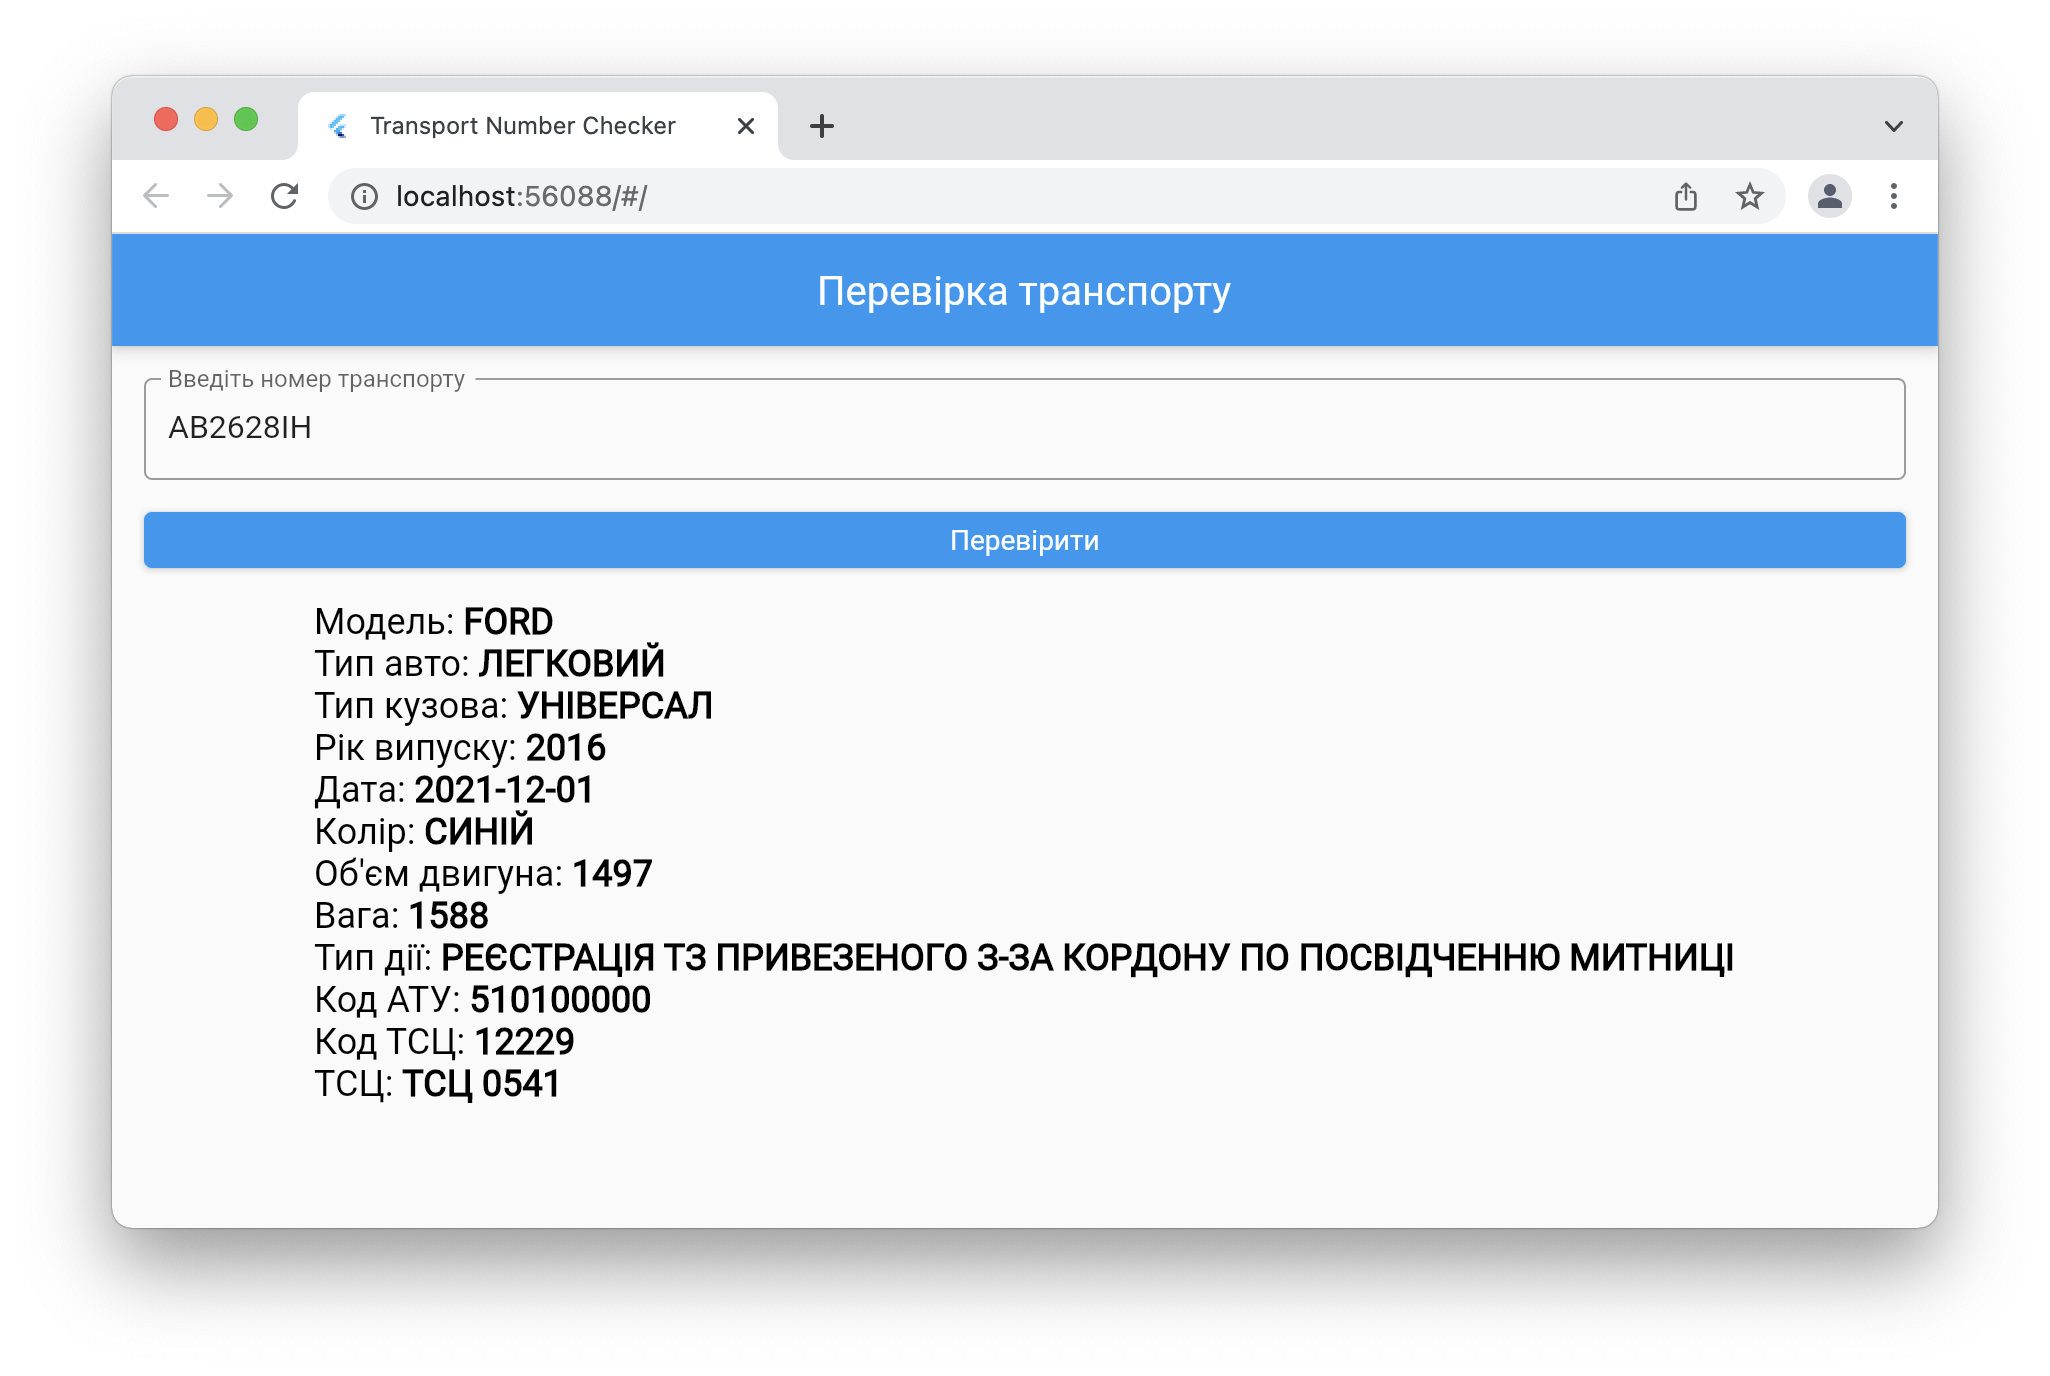 Transport Number Checker
localhost:56088/#/
Перевірка транспорту
Введіть номер транспорту
AB2628IH
Перевірити
Модель: FORD
Тип авто: ЛЕГКОВИЙ
Тип кузова: УНІВЕРСАЛ
Рік випуску: 2016
Дата: 2021-12-01
Колір: СИНІЙ
Об'єм двигуна: 1497
Вага: 1588
Тип дії: РЕЄСТРАЦІЯ ТЗ ПРИВЕЗЕНОГО З-ЗА КОРДОНУ ПО ПОСВІДЧЕННЮ МИТНИЦІ
Код АТУ: 510100000
Код ТСЦ: 12229
ТСЦ: ТСЦ 0541